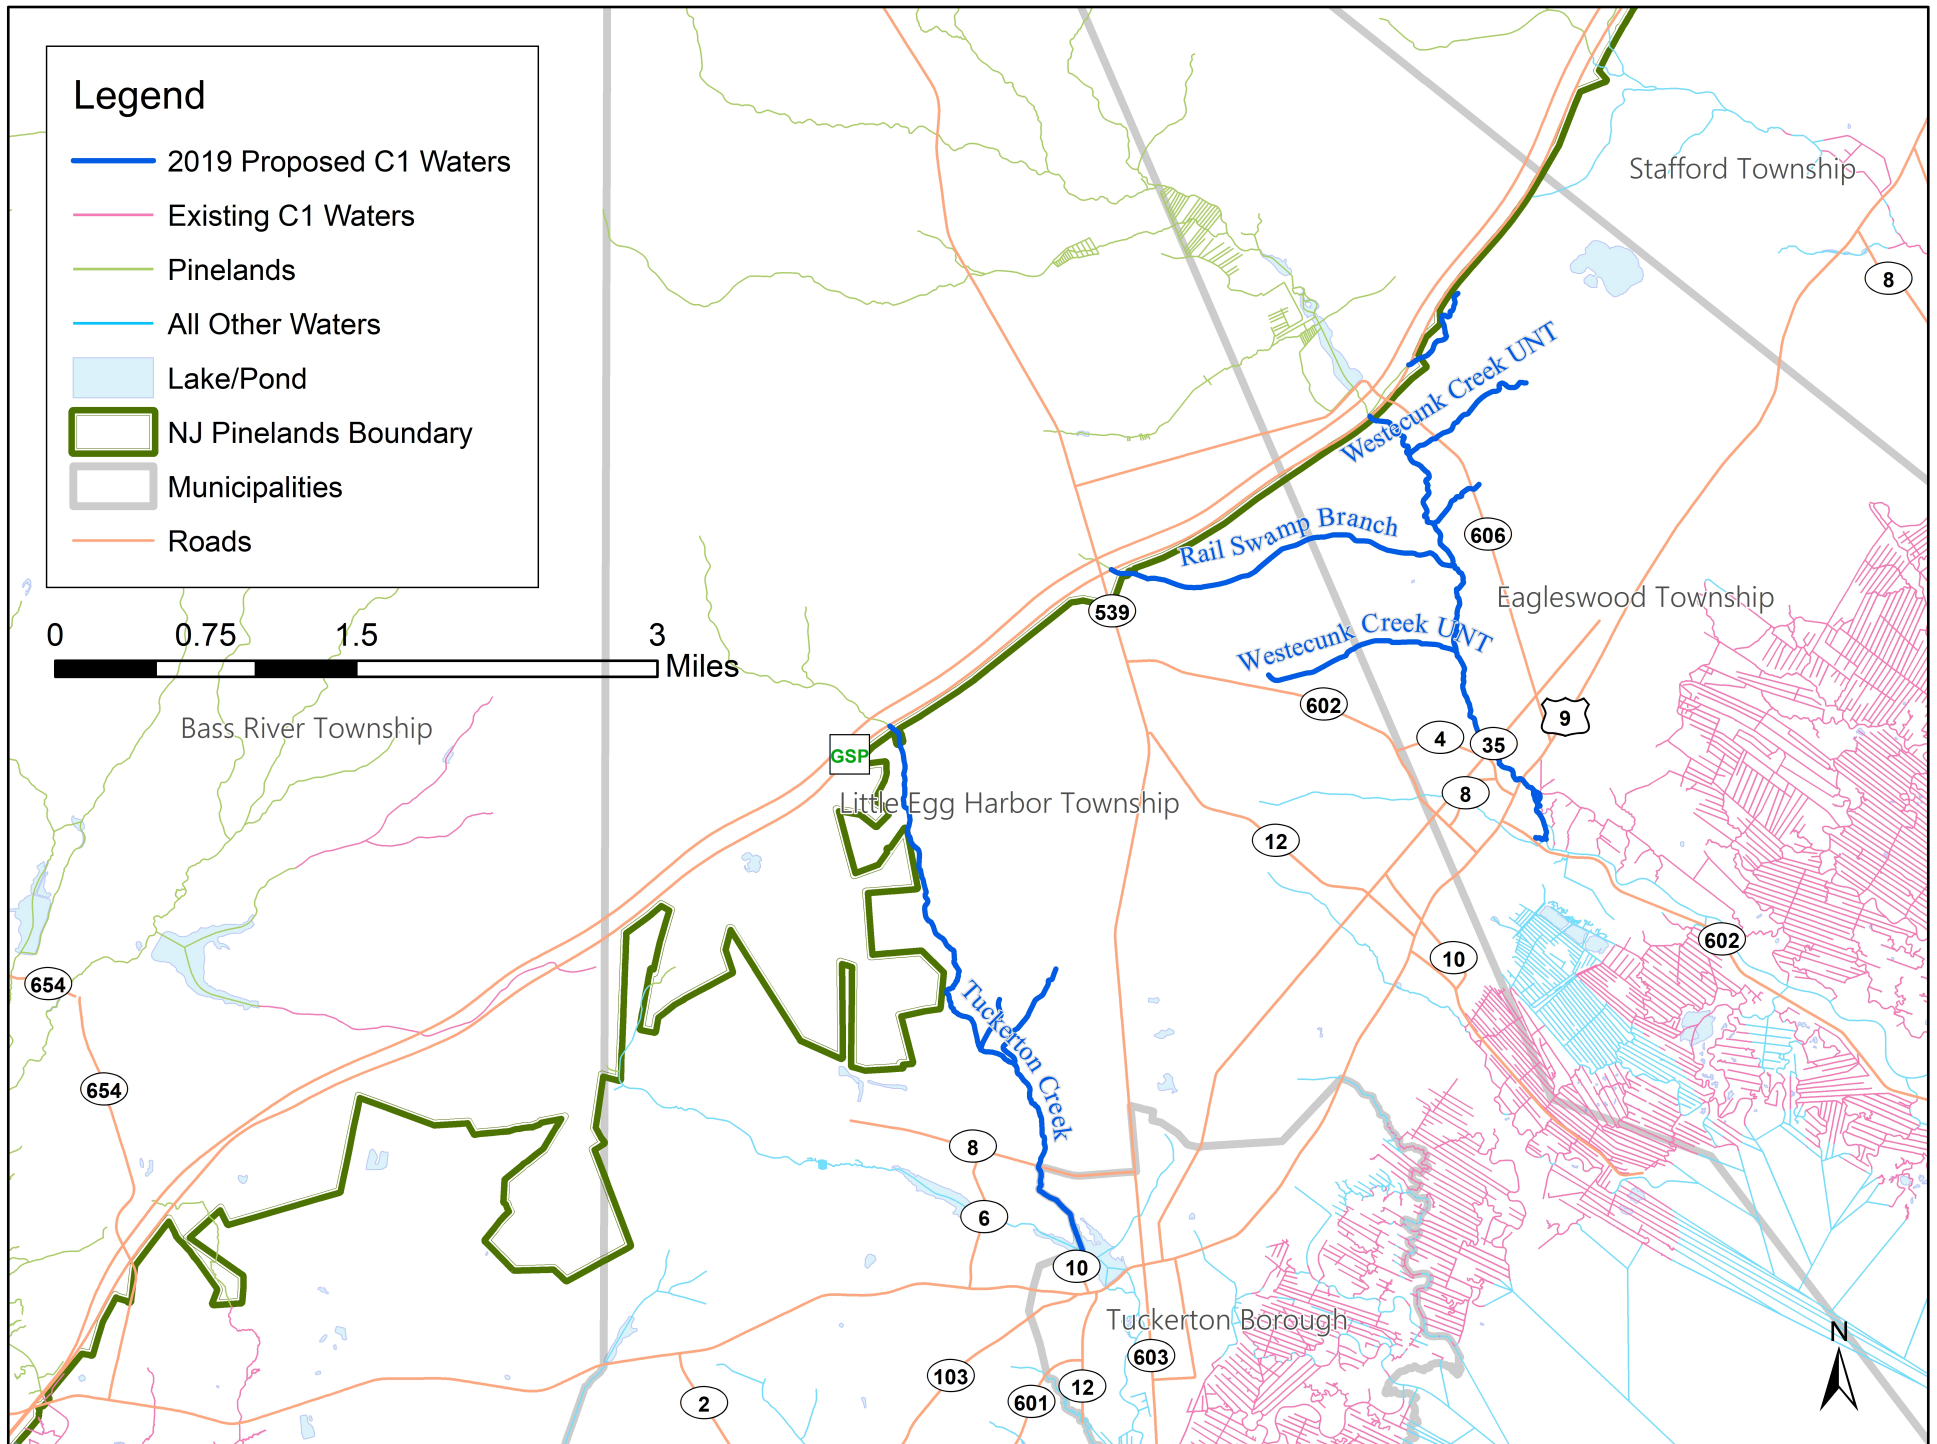 Legend
2019 Proposed C1 Waters
Existing C1 Waters
Pinelands
All Other Waters
Lake/Pond
NJ Pinelands Boundary
Municipalities
Roads
0 0.75 1.5 3
Miles
Stafford Township
8
Westecunk Creek UNT
Rail Swamp Branch
606
539
Eagleswood Township
Westecunk Creek UNT
602
9
4
35
8
Bass River Township
GSP
Little Egg Harbor Township
12
602
10
654
Tuckerton Creek
654
8
6
10
Tuckerton Borough
N
603
103
12
601
2